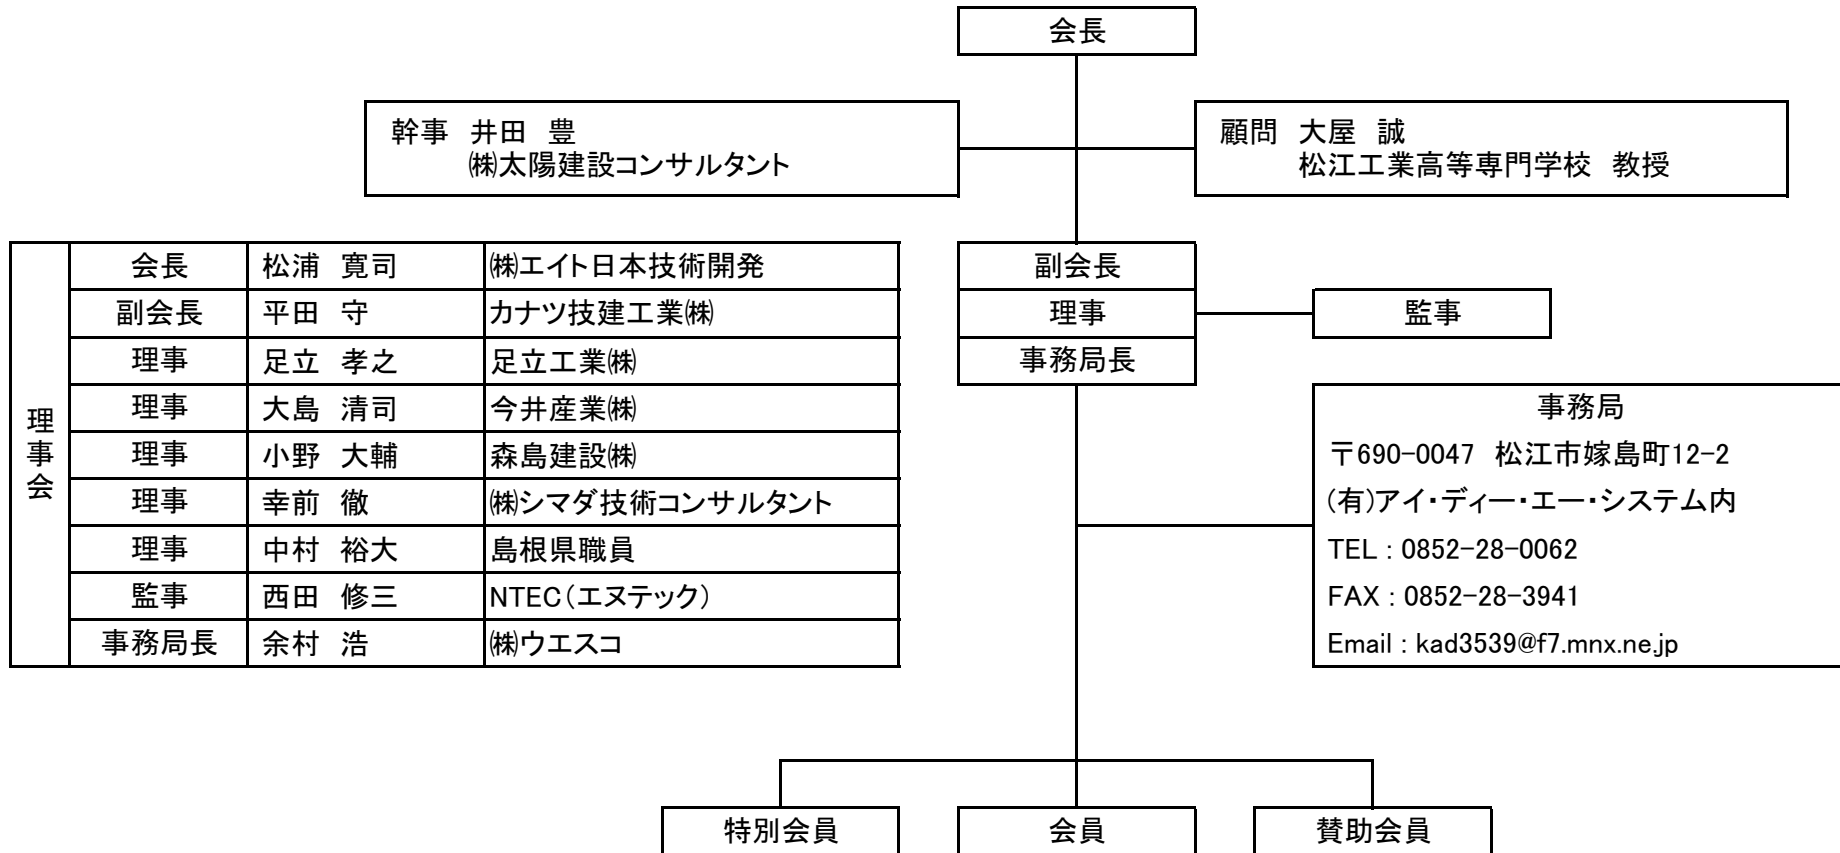 会長
幹事 井田 豊
㈱太陽建設コンサルタント
顧問 大屋 誠
松江工業高等専門学校 教授
理事会
会長 松浦 寛司 ㈱エイト日本技術開発
副会長 平田 守 カナツ技建工業㈱
理事 足立 孝之 足立工業㈱
理事 大島 清司 今井産業㈱
理事 小野 大輔 森島建設㈱
理事 幸前 徹 ㈱シマダ技術コンサルタント
理事 中村 裕大 島根県職員
監事 西田 修三 NTEC（エヌテック）
事務局長 余村 浩 ㈱ウエスコ
副会長
理事
事務局長
監事
事務局
〒690-0047 松江市嫁島町12-2
(有)アイ・ディー・エー・システム内
TEL：0852-28-0062
FAX：0852-28-3941
Email：kad3539@f7.mnx.ne.jp
特別会員
会員
賛助会員